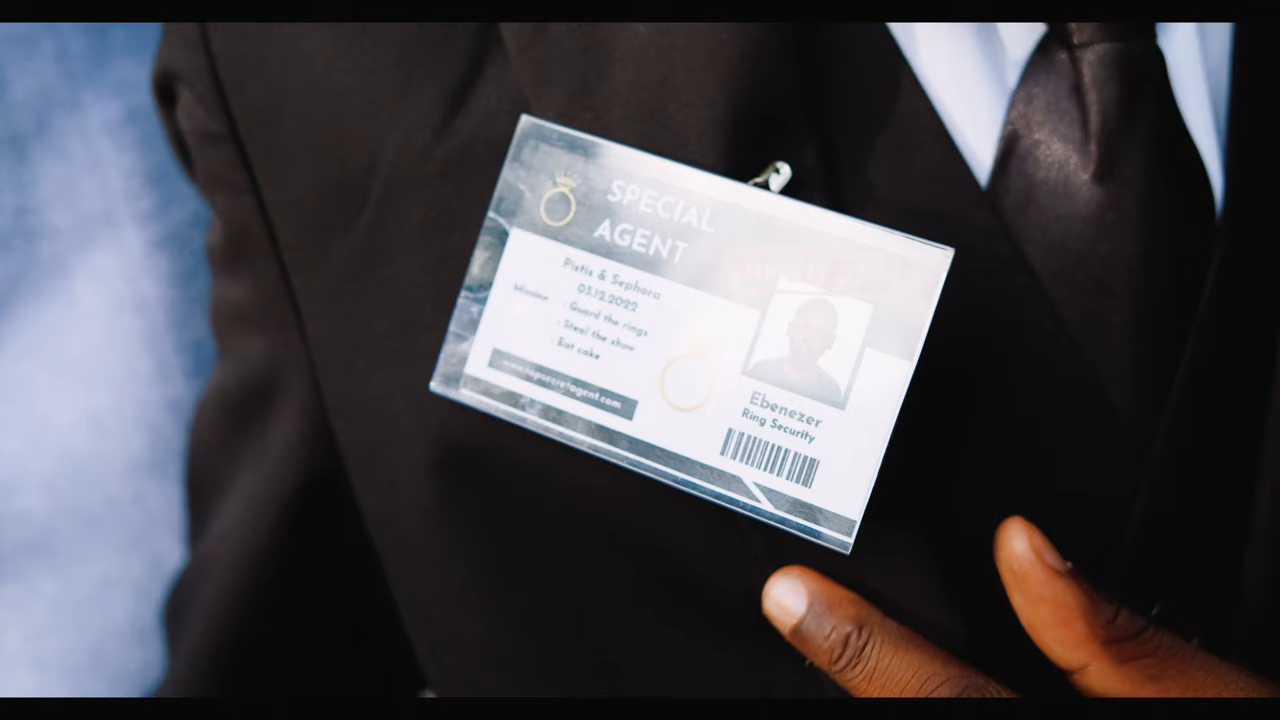 SPECIAL
AGENT
Pistis & Sephora
03.12.2022
Mission : Guard the rings
: Steal the show
: Eat cake
www.topsecretagent.com
Ebenezer
Ring Security